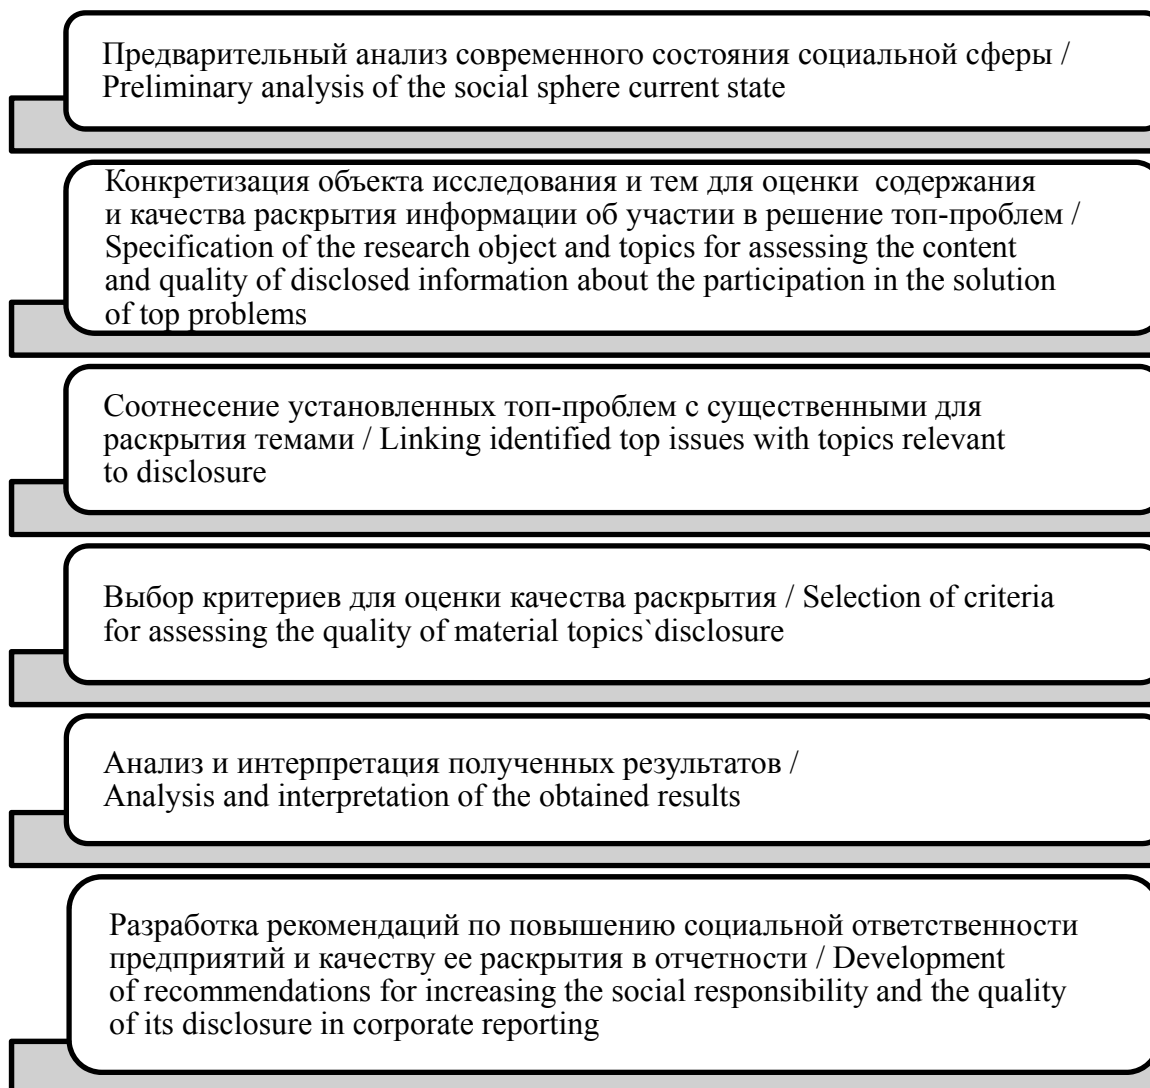 Предварительный анализ современного состояния социальной сферы /
Preliminary analysis of the social sphere current state
Конкретизация объекта исследования и тем для оценки содержания
и качества раскрытия информации об участии в решение топ-проблем /
Specification of the research object and topics for assessing the content
and quality of disclosed information about the participation in the solution
of top problems
Соотнесение установленных топ-проблем с существенными для
раскрытия темами / Linking identified top issues with topics relevant
to disclosure
Выбор критериев для оценки качества раскрытия / Selection of criteria
for assessing the quality of material topics`disclosure
Анализ и интерпретация полученных результатов /
Analysis and interpretation of the obtained results
Разработка рекомендаций по повышению социальной ответственности
предприятий и качеству ее раскрытия в отчетности / Development
of recommendations for increasing the social responsibility and the quality
of its disclosure in corporate reporting